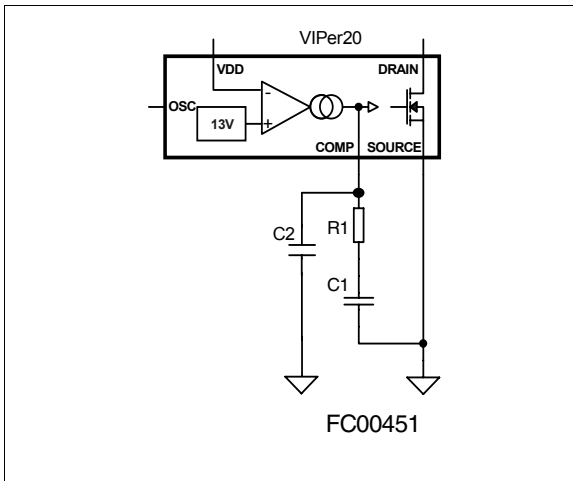 VIPer20
VDD
DRAIN
OSC
13V
-
+
COMP
SOURCE
C2
R1
C1
FC00451